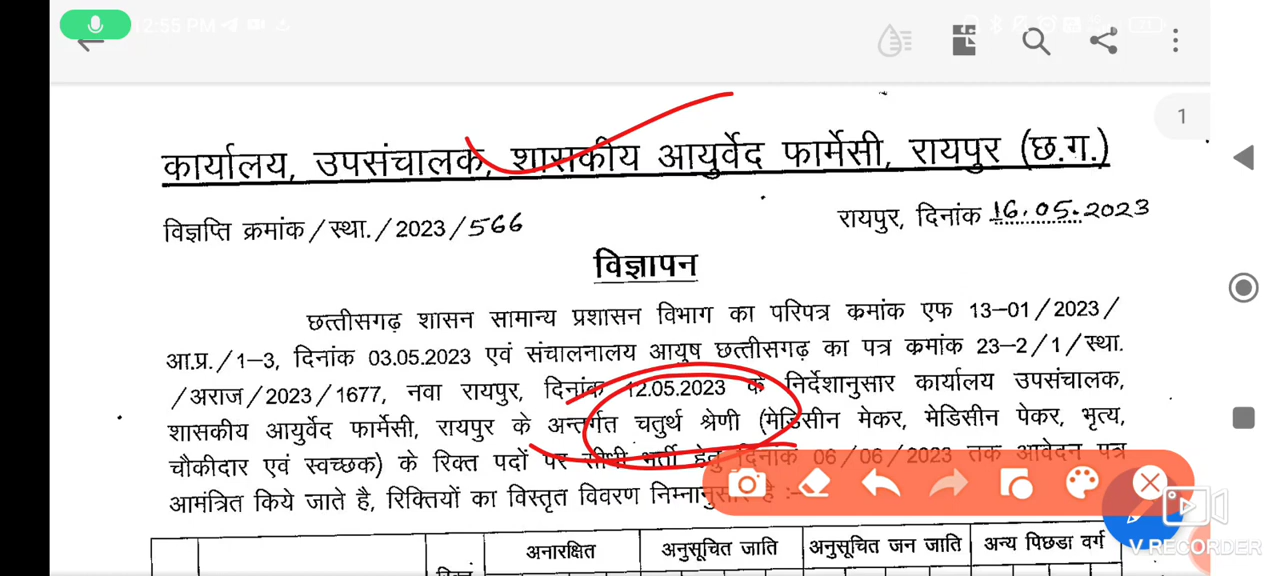 2:55 PM
1
कार्यालय, उपसंचालक, शासकीय आयुर्वेद फार्मेसी, रायपुर (छ.ग.)
विज्ञप्ति क्रमांक/स्था./2023/566 रायपुर, दिनांक 16.05.2023
विज्ञापन
छत्तीसगढ़ शासन सामान्य प्रशासन विभाग का परिपत्र कमांक एफ 13-01/2023/
आ.प्र./1-3, दिनांक 03.05.2023 एवं संचालनालय आयुष छत्तीसगढ़ का पत्र कमांक 23-2/1/स्था.
/अराज/2023/1677, नवा रायपुर, दिनांक 12.05.2023 के निर्देशानुसार कार्यालय उपसंचालक,
शासकीय आयुर्वेद फार्मेसी, रायपुर के अन्तर्गत चतुर्थ श्रेणी (मेडिसीन मेकर, मेडिसीन पेकर, भृत्य,
चौकीदार एवं स्वच्छक) के रिक्त पदों पर सीधी भर्ती हेतु दिनांक 06/06/2023 तक आवेदन पत्र
आमंत्रित किये जाते है, रिक्तियों का विस्तृत विवरण निम्नानुसार है :-
अनारक्षित अनुसूचित जाति अनुसूचित जन जाति अन्य पिछडा वर्ग
V RECORDER